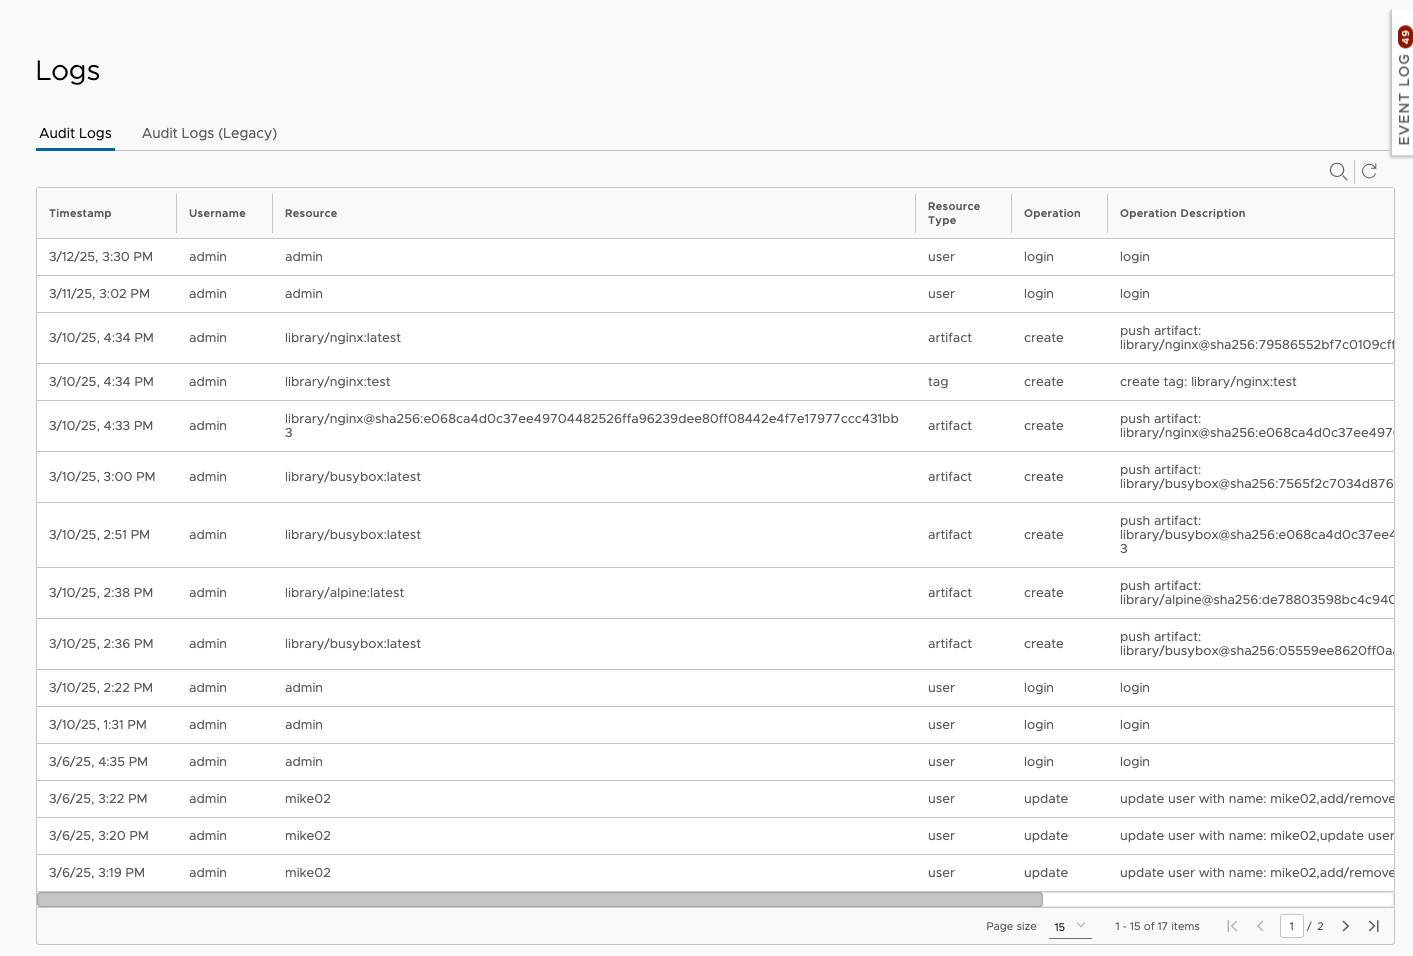 EVENT LOG 49
Logs
Audit Logs Audit Logs (Legacy)
Timestamp Username Resource Resource Type Operation Operation Description
3/12/25, 3:30 PM admin admin user login login
3/11/25, 3:02 PM admin admin user login login
3/10/25, 4:34 PM admin library/nginx:latest artifact create push artifact:
library/nginx@sha256:79586552bf7c0109cff
3/10/25, 4:34 PM admin library/nginx:test tag create create tag: library/nginx:test
3/10/25, 4:33 PM admin library/nginx@sha256:e068ca4d0c37ee49704482526ffa96239dee80ff08442e4f7e17977ccc431bb
3 artifact create push artifact:
library/nginx@sha256:e068ca4d0c37ee497
3/10/25, 3:00 PM admin library/busybox:latest artifact create push artifact:
library/busybox@sha256:7565f2c7034d876
3/10/25, 2:51 PM admin library/busybox:latest artifact create push artifact:
library/busybox@sha256:e068ca4d0c37ee4
3
3/10/25, 2:38 PM admin library/alpine:latest artifact create push artifact:
library/alpine@sha256:de78803598bc4c940
3/10/25, 2:36 PM admin library/busybox:latest artifact create push artifact:
library/busybox@sha256:05559ee8620ff0a
3/10/25, 2:22 PM admin admin user login login
3/10/25, 1:31 PM admin admin user login login
3/6/25, 4:35 PM admin admin user login login
3/6/25, 3:22 PM admin mike02 user update update user with name: mike02,add/remove
3/6/25, 3:20 PM admin mike02 user update update user with name: mike02,update user
3/6/25, 3:19 PM admin mike02 user update update user with name: mike02,add/remove
Page size 15 1 - 15 of 17 items 1 / 2